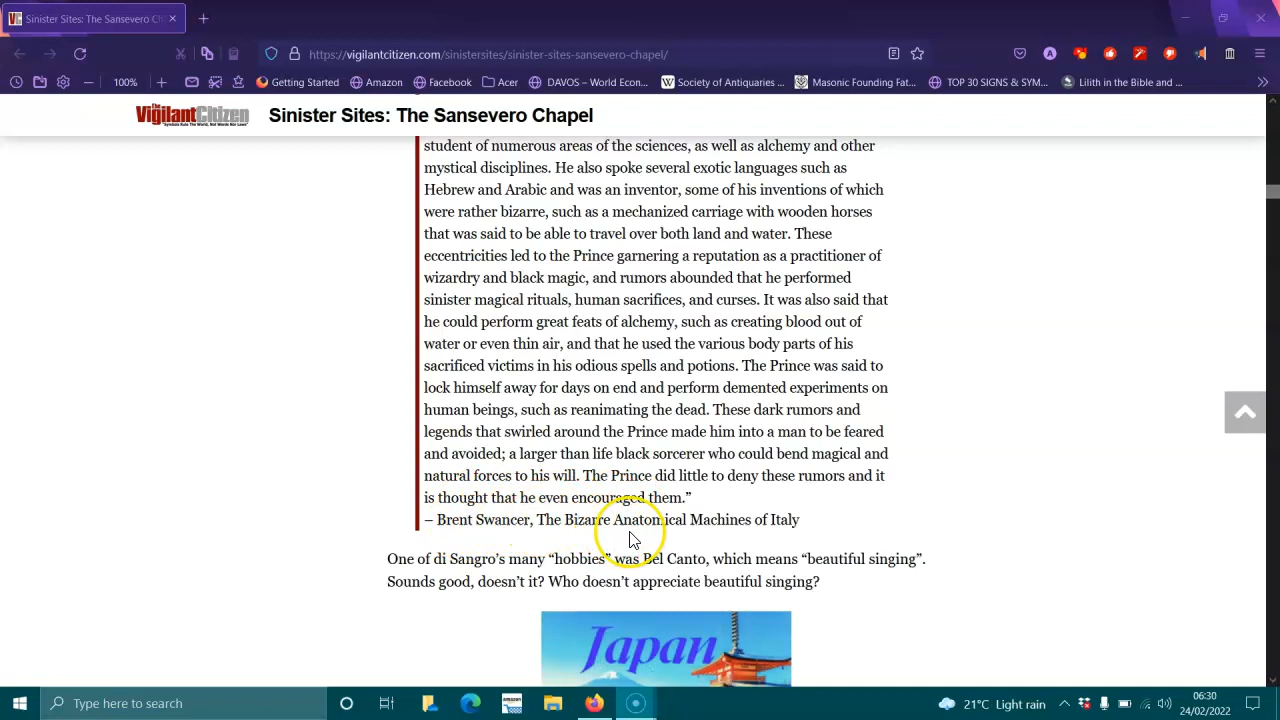 Sinister Sites: The Sansevero Ch
https://vigilantcitizen.com/sinistersites/sinister-sites-sansevero-chapel/
100%
Getting Started
Amazon
Facebook
Acer
DAVOS – World Econ...
Society of Antiquaries ...
Masonic Founding Fat...
TOP 30 SIGNS & SYM...
Lilith in the Bible and ...
The VigilantCitizen
"Symbols Rule The World, Not Words Nor Laws"
Sinister Sites: The Sansevero Chapel
student of numerous areas of the sciences, as well as alchemy and other
mystical disciplines. He also spoke several exotic languages such as
Hebrew and Arabic and was an inventor, some of his inventions of which
were rather bizarre, such as a mechanized carriage with wooden horses
that was said to be able to travel over both land and water. These
eccentricities led to the Prince garnering a reputation as a practitioner of
wizardry and black magic, and rumors abounded that he performed
sinister magical rituals, human sacrifices, and curses. It was also said that
he could perform great feats of alchemy, such as creating blood out of
water or even thin air, and that he used the various body parts of his
sacrificed victims in his odious spells and potions. The Prince was said to
lock himself away for days on end and perform demented experiments on
human beings, such as reanimating the dead. These dark rumors and
legends that swirled around the Prince made him into a man to be feared
and avoided; a larger than life black sorcerer who could bend magical and
natural forces to his will. The Prince did little to deny these rumors and it
is thought that he even encouraged them.”
– Brent Swancer, The Bizarre Anatomical Machines of Italy
One of di Sangro’s many “hobbies” was Bel Canto, which means “beautiful singing”.
Sounds good, doesn’t it? Who doesn’t appreciate beautiful singing?
Japan
Type here to search
amazon
21°C Light rain
06:30
24/02/2022